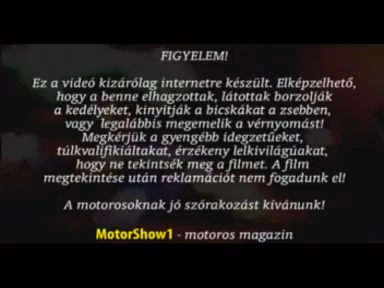 FIGYELEM!
Ez a videó kizárólag internetre készült. Elképzelhető,
hogy a benne elhagzottak, látottak borzolják
a kedélyeket, kinyitják a bicskákat a zsebben,
vagy legalábbis megemelik a vérnyomást!
Megkérjük a gyengébb idegzetűeket,
túlkvalifikiáltakat, érzékeny lelkivilágúakat,
hogy ne tekintsék meg a filmet. A film
megtekintése után reklamációt nem fogadunk el!
A motorosoknak jó szórakozást kívánunk!
MotorShow1 - motoros magazin